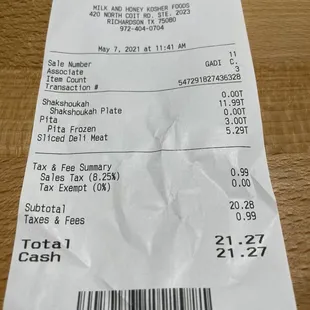 MILK AND HONEY KOSHER FOODS
420 NORTH COIT RD. STE. 2023
RICHARDSON TX 75080
972-404-0704
May 7, 2021 at 11:41 AM
Sale Number 11
Associate GADI C.
Item Count 3
Transaction # 547291827436328
Shakshoukah 0.00T
Shakshoukah Plate 11.99T
Pita 0.00T
Pita Frozen 3.00T
Sliced Deli Meat 5.29T
Tax & Fee Summary
Sales Tax (8.25%) 0.99
Tax Exempt (0%) 0.00
Subtotal 20.28
Taxes & Fees 0.99
Total 21.27
Cash 21.27